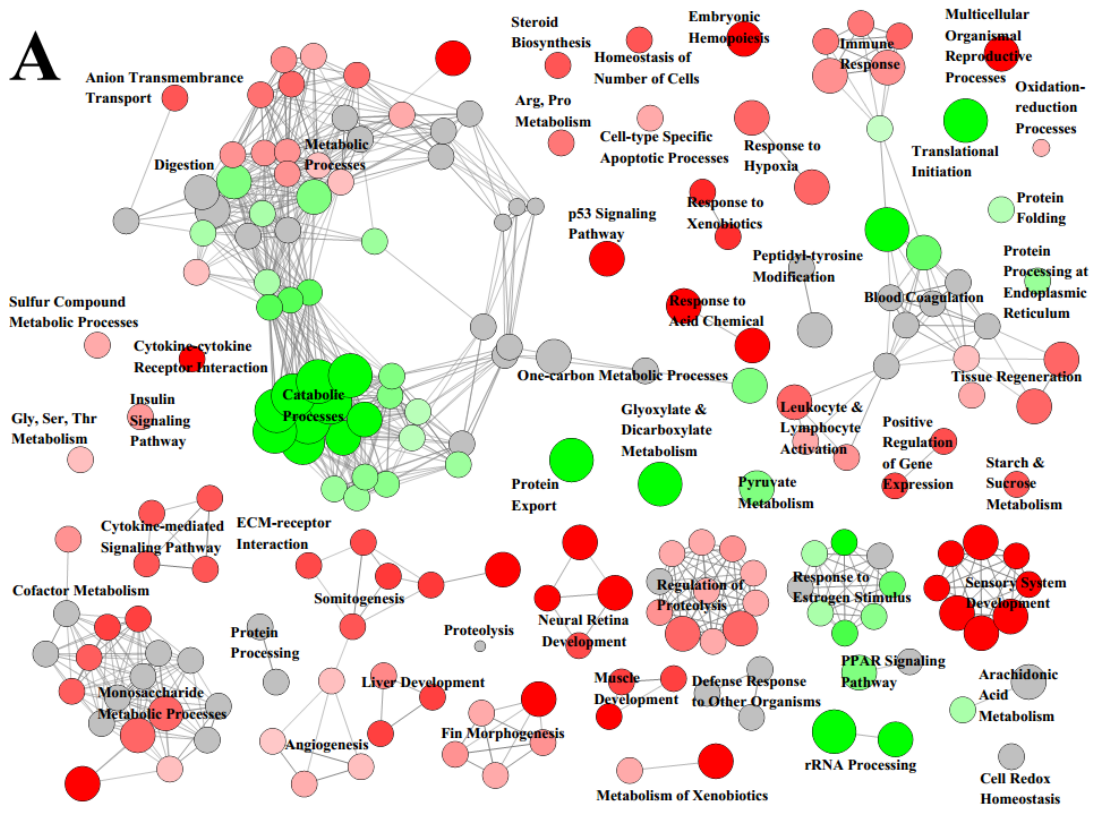 A
Anion Transmembrance
Transport
Steroid
Biosynthesis
Homeostasis of
Number of Cells
Embryonic
Hemopoiesis
Immune
Response
Multicellular
Organismal
Reproductive
Processes
Oxidation-
reduction
Processes
Digestion
Metabolic
Processes
Arg, Pro
Metabolism
Cell-type Specific
Apoptotic Processes
Response to
Hypoxia
Translational
Initiation
p53 Signaling
Pathway
Response to
Xenobiotics
Protein
Folding
Peptidyl-tyrosine
Modification
Protein
Processing at
Endoplasmic
Reticulum
Blood Coagulation
Sulfur Compound
Metabolic Processes
Response to
Acid Chemical
Cytokine-cytokine
Receptor Interaction
One-carbon Metabolic Processes
Tissue Regeneration
Catabolic
Processes
Insulin
Signaling
Pathway
Gly, Ser, Thr
Metabolism
Glyoxylate &
Dicarboxylate
Metabolism
Leukocyte &
Lymphocyte
Activation
Positive
Regulation
of Gene
Expression
Starch &
Sucrose
Metabolism
Protein
Export
Pyruvate
Metabolism
Cytokine-mediated
Signaling Pathway
ECM-receptor
Interaction
Cofactor Metabolism
Somitogenesis
Neural Retina
Development
Regulation of
Proteolysis
Response to
Estrogen Stimulus
Sensory System
Development
Protein
Processing
Proteolysis
Monosaccharide
Metabolic Processes
Liver Development
Muscle
Development
Defense Response
to Other Organisms
PPAR Signaling
Pathway
Arachidonic
Acid
Metabolism
Angiogenesis
Fin Morphogenesis
rRNA Processing
Metabolism of Xenobiotics
Cell Redox
Homeostasis